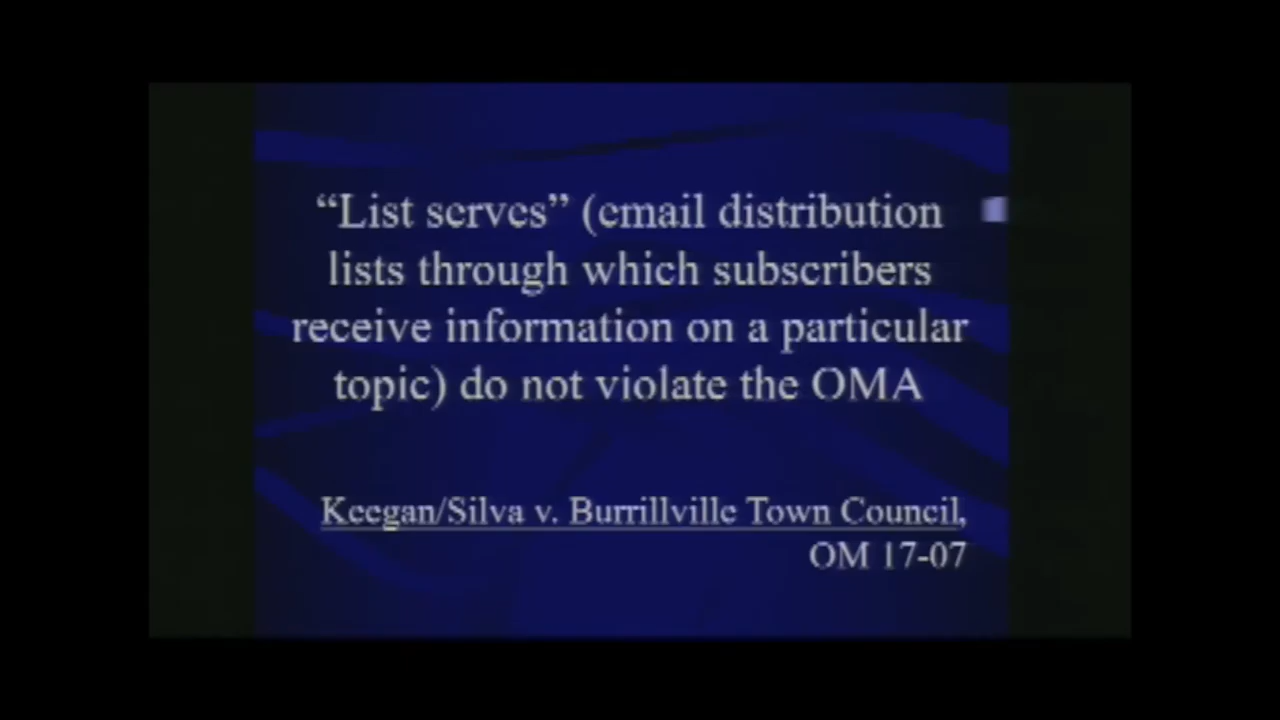 “List serves” (email distribution
lists through which subscribers
receive information on a particular
topic) do not violate the OMA
Keegan/Silva v. Burrillville Town Council,
OM 17-07